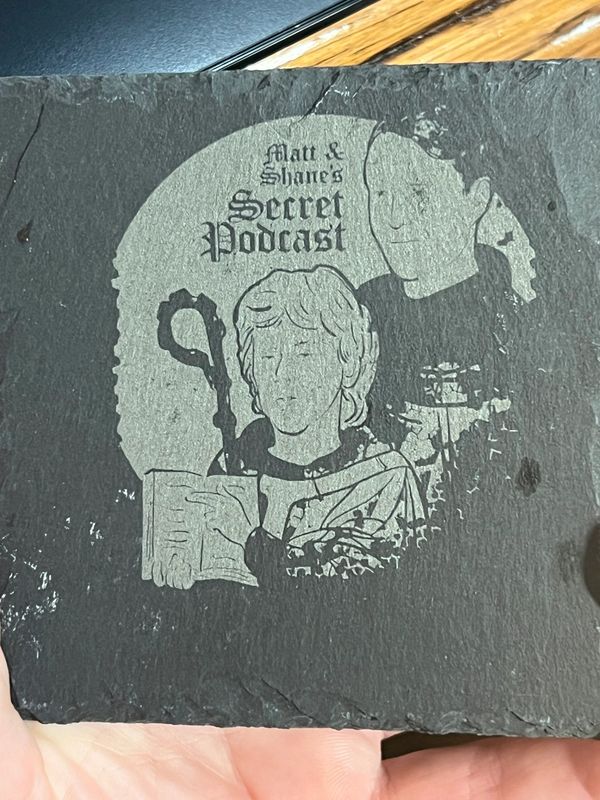 Matt &
Shane's
Secret
Podcast